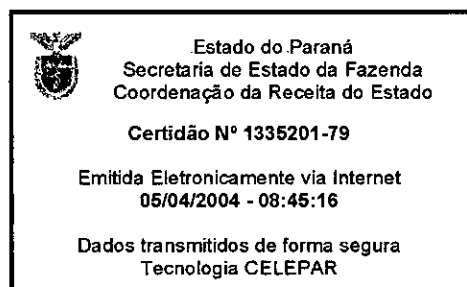 Estado do Paraná
Secretaria de Estado da Fazenda
Coordenação da Receita do Estado
Certidão Nº 1335201-79
Emitida Eletronicamente via Internet
05/04/2004 - 08:45:16
Dados transmitidos de forma segura
Tecnologia CELEPAR